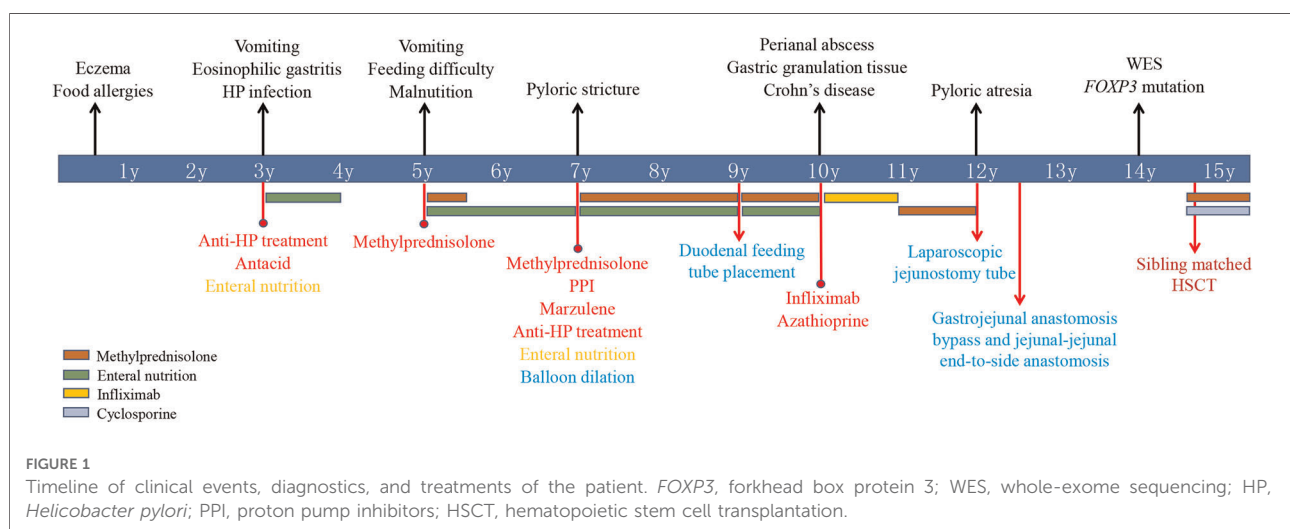 Eczema
Food allergies
Vomiting
Eosinophilic gastritis
HP infection
Vomiting
Feeding difficulty
Malnutition
Pyloric stricture
Perianal abscess
Gastric granulation tissue
Crohn's disease
Pyloric atresia
WES
FOXP3 mutation
1y 2y 3y 4y 5y 6y 7y 8y 9y 10y 11y 12y 13y 14y 15y
Anti-HP treatment
Antacid
Enteral nutrition
Methylprednisolone
Methylprednisolone
PPI
Marzulene
Anti-HP treatment
Enteral nutrition
Balloon dilation
Duodenal feeding
tube placement
Infliximab
Azathioprine
Laparoscopic
jejunostomy tube
Gastrojejunal anastomosis
bypass and jejunal-jejunal
end-to-side anastomosis
Sibling matched
HSCT
Methylprednisolone
Enteral nutrition
Infliximab
Cyclosporine
FIGURE 1
Timeline of clinical events, diagnostics, and treatments of the patient. FOXP3, forkhead box protein 3; WES, whole-exome sequencing; HP,
Helicobacter pylori; PPI, proton pump inhibitors; HSCT, hematopoietic stem cell transplantation.